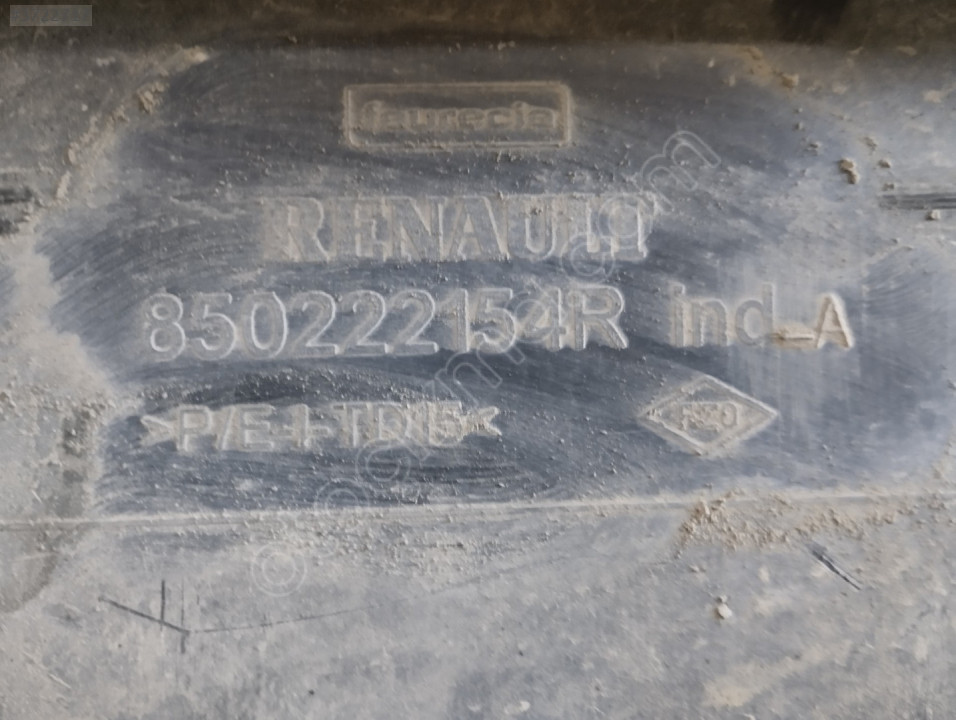 faurecia
RENAULT
850222154R ind_A
>P/E-I-TD15<